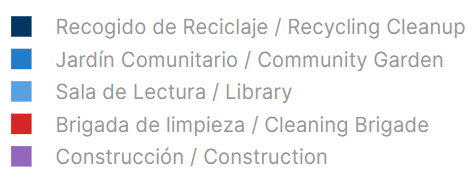 Recogido de Reciclaje / Recycling Cleanup
Jardín Comunitario / Community Garden
Sala de Lectura / Library
Brigada de limpieza / Cleaning Brigade
Construcción / Construction